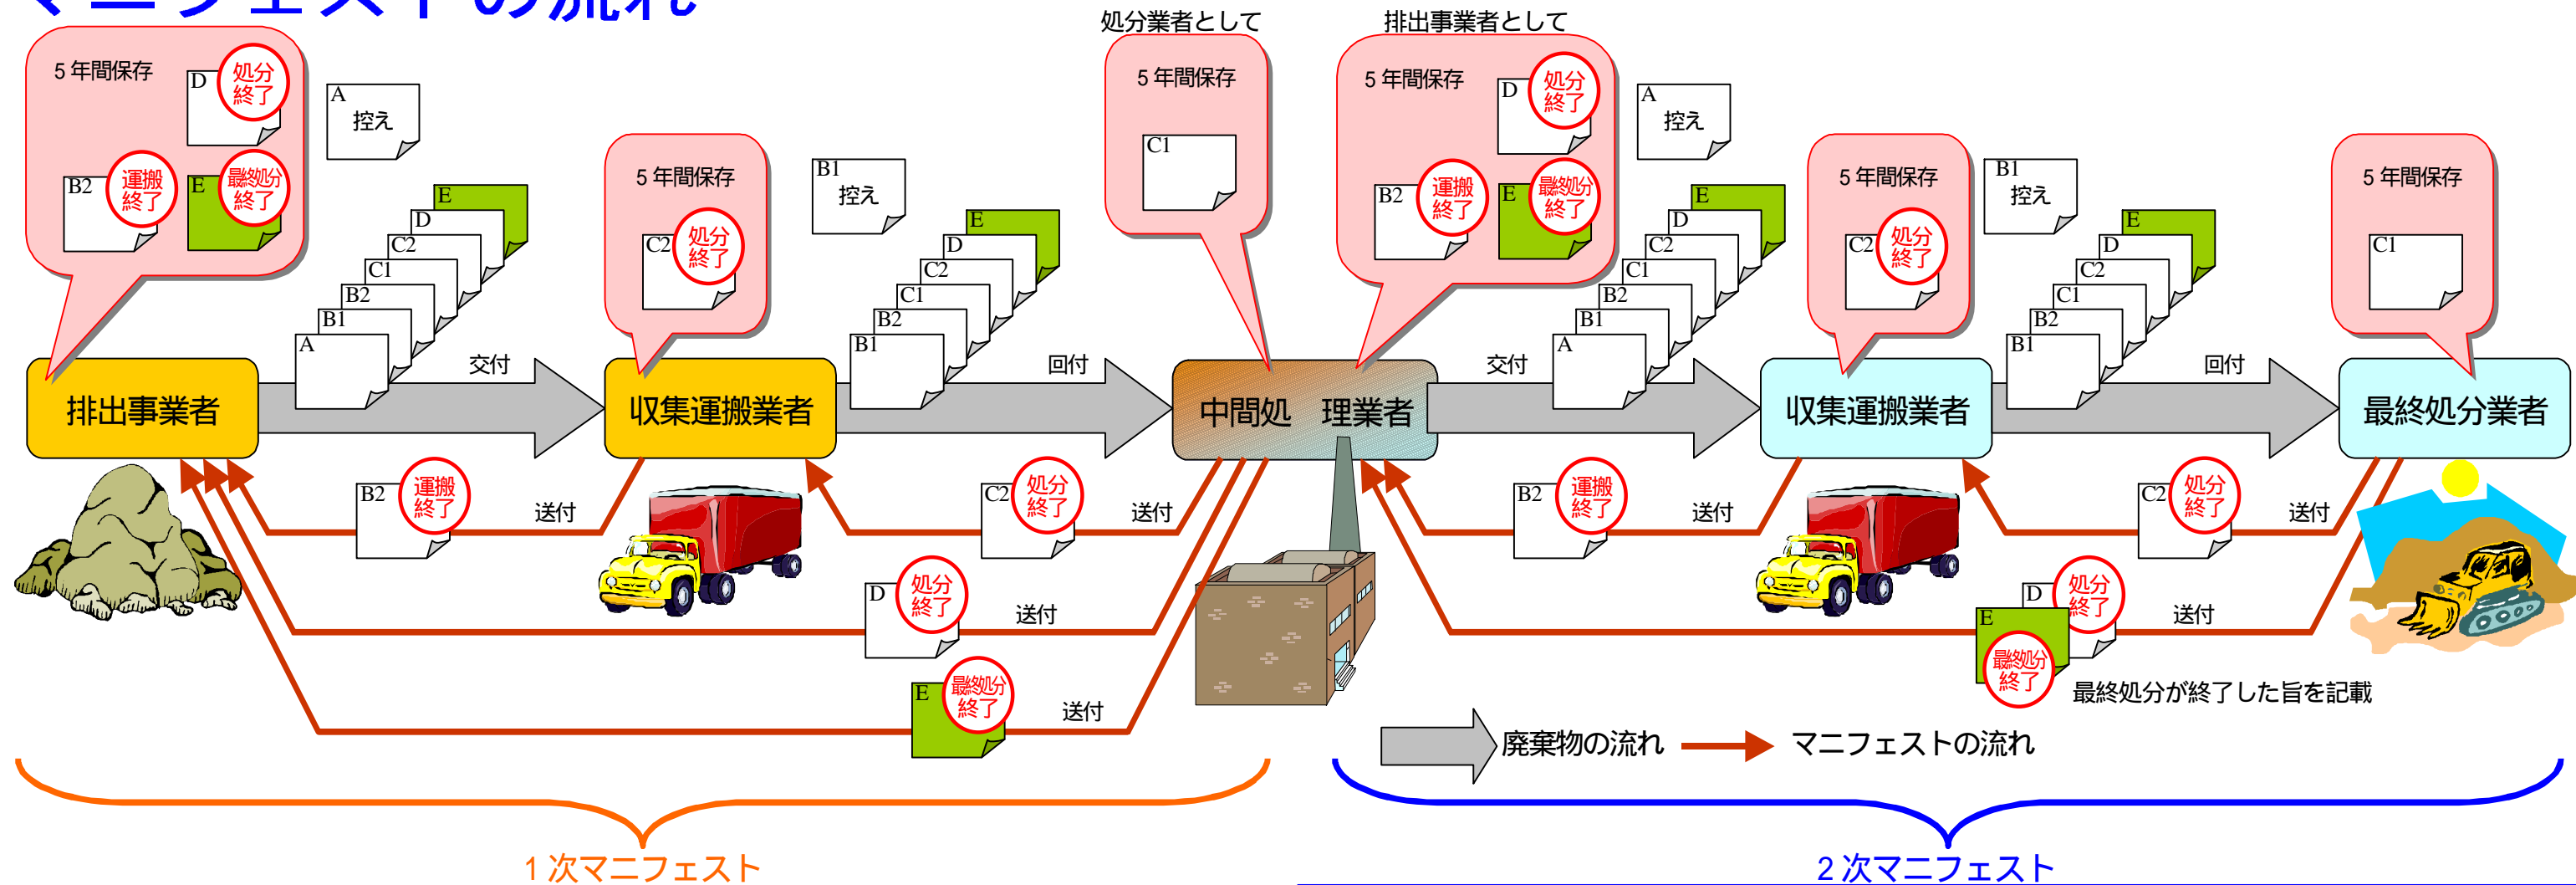 マニフェストの流れ
処分業者として
排出事業者として
5年間保存
D
処分
終了
B2
運搬
終了
E
最終処分
終了
A
控え
5年間保存
C2
処分
終了
B1
控え
5年間保存
C1
5年間保存
D
処分
終了
B2
運搬
終了
E
最終処分
終了
A
控え
5年間保存
C2
処分
終了
B1
控え
5年間保存
C1
E
D
C2
C1
B2
B1
A
E
D
C2
C1
B2
B1
E
D
C2
C1
B2
B1
A
E
D
C2
C1
B2
B1
交付
回付
交付
回付
排出事業者
収集運搬業者
中間処 理業者
収集運搬業者
最終処分業者
B2
運搬
終了
送付
C2
処分
終了
送付
B2
運搬
終了
送付
C2
処分
終了
送付
D
処分
終了
送付
D
処分
終了
E
最終処分
終了
送付
最終処分が終了した旨を記載
E
最終処分
終了
送付
廃棄物の流れ
マニフェストの流れ
1次マニフェスト
2次マニフェスト